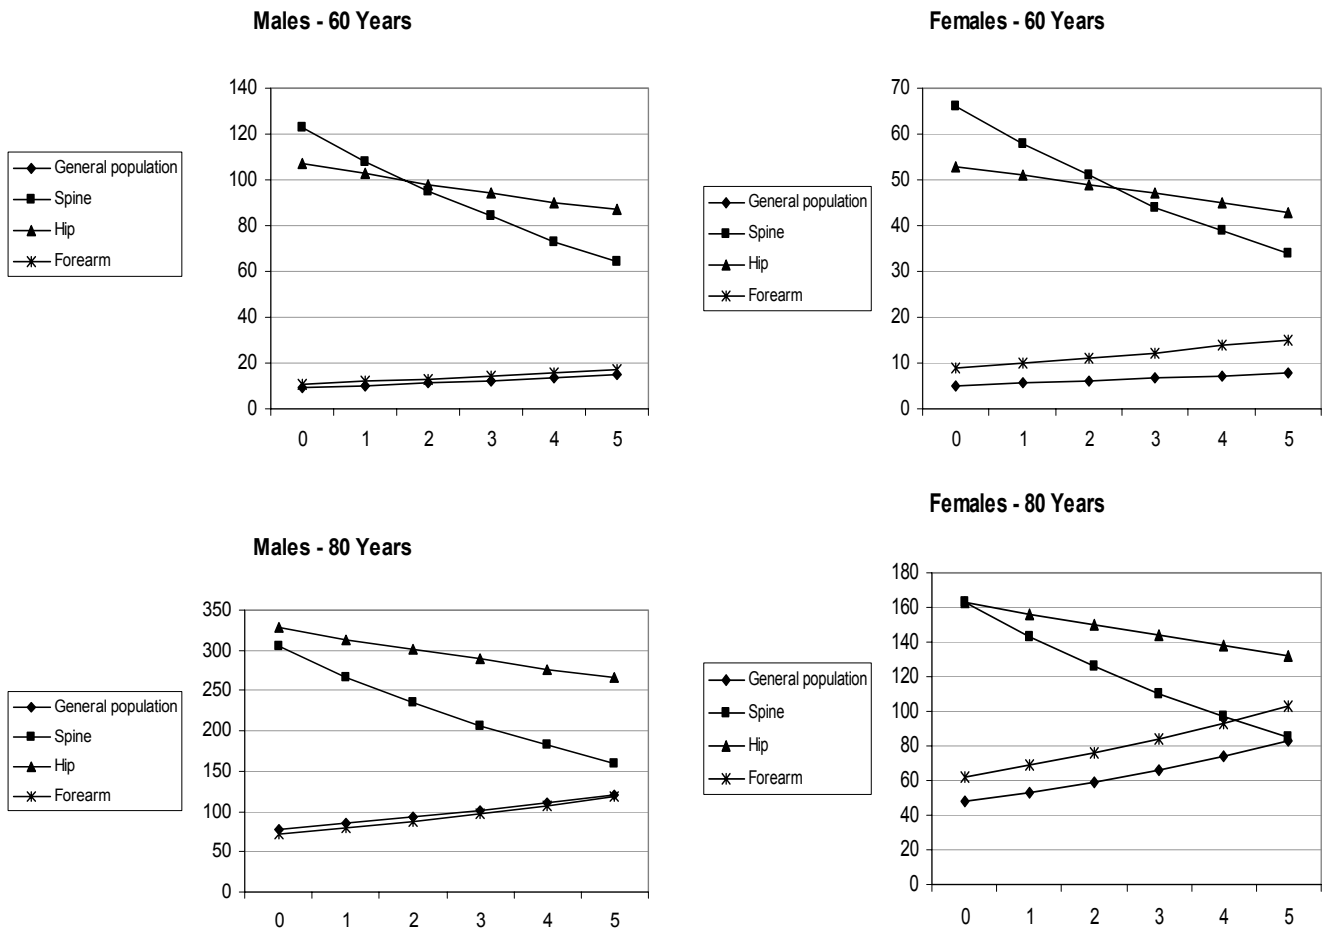 Males - 60 Years
140
120
100
80
60
40
20
0
0 1 2 3 4 5
General population
Spine
Hip
Forearm
Females - 60 Years
70
60
50
40
30
20
10
0
0 1 2 3 4 5
General population
Spine
Hip
Forearm
Males - 80 Years
350
300
250
200
150
100
50
0
0 1 2 3 4 5
General population
Spine
Hip
Forearm
Females - 80 Years
180
160
140
120
100
80
60
40
20
0
0 1 2 3 4 5
General population
Spine
Hip
Forearm